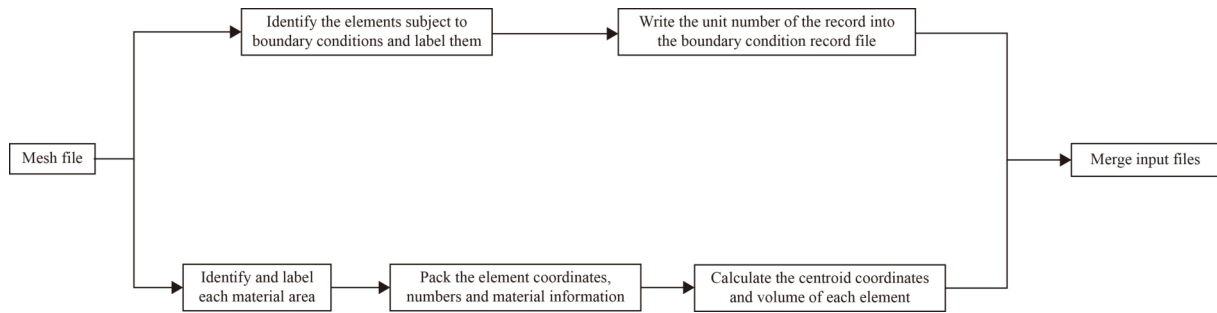 Identify the elements subject to
boundary conditions and label them
Write the unit number of the record into
the boundary condition record file
Mesh file
Merge input files
Identify and label
each material area
Pack the element coordinates,
numbers and material information
Calculate the centroid coordinates
and volume of each element